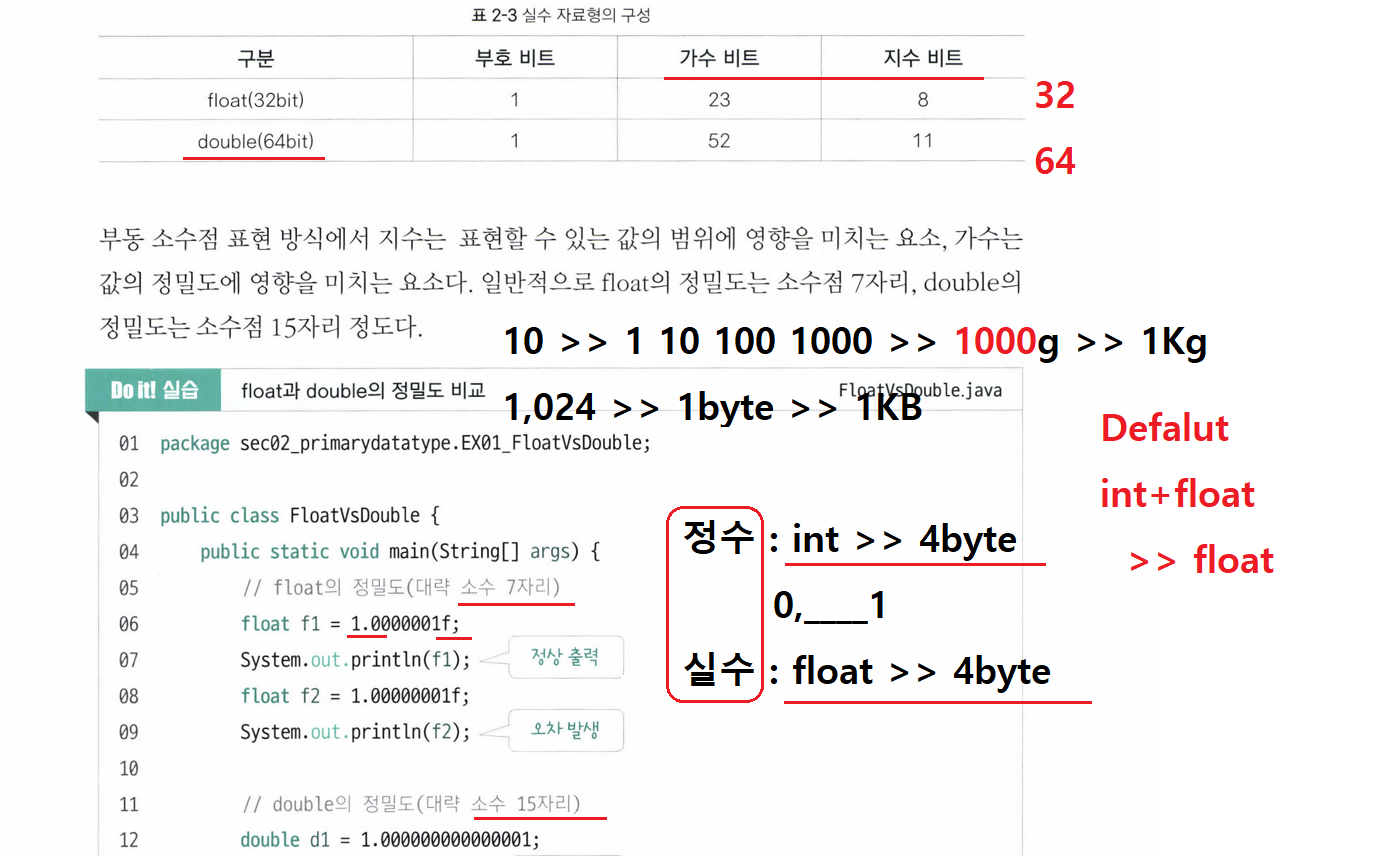 표 2-3 실수 자료형의 구성
구분 부호 비트 가수 비트 지수 비트
float(32bit) 1 23 8 32
double(64bit) 1 52 11 64
부동 소수점 표현 방식에서 지수는 표현할 수 있는 값의 범위에 영향을 미치는 요소, 가수는
값의 정밀도에 영향을 미치는 요소다. 일반적으로 float의 정밀도는 소수점 7자리, double의
정밀도는 소수점 15자리 정도다.
10 >> 1 10 100 1000 >> 1000g >> 1Kg
Do it! 실습 float과 double의 정밀도 비교 FloatVsDouble.java
1,024 >> 1byte >> 1KB
Defalut
int+float
>> float
01 package sec02_primarydatatype.EX01_FloatVsDouble;
02
03 public class FloatVsDouble {
04 public static void main(String[] args) {
정수 : int >> 4byte
05 // float의 정밀도(대략 소수 7자리)
0,____1
06 float f1 = 1.0000001f;
07 System.out.println(f1); 정상 출력
실수 : float >> 4byte
08 float f2 = 1.00000001f;
09 System.out.println(f2); 오차 발생
10
11 // double의 정밀도(대략 소수 15자리)
12 double d1 = 1.000000000000001;